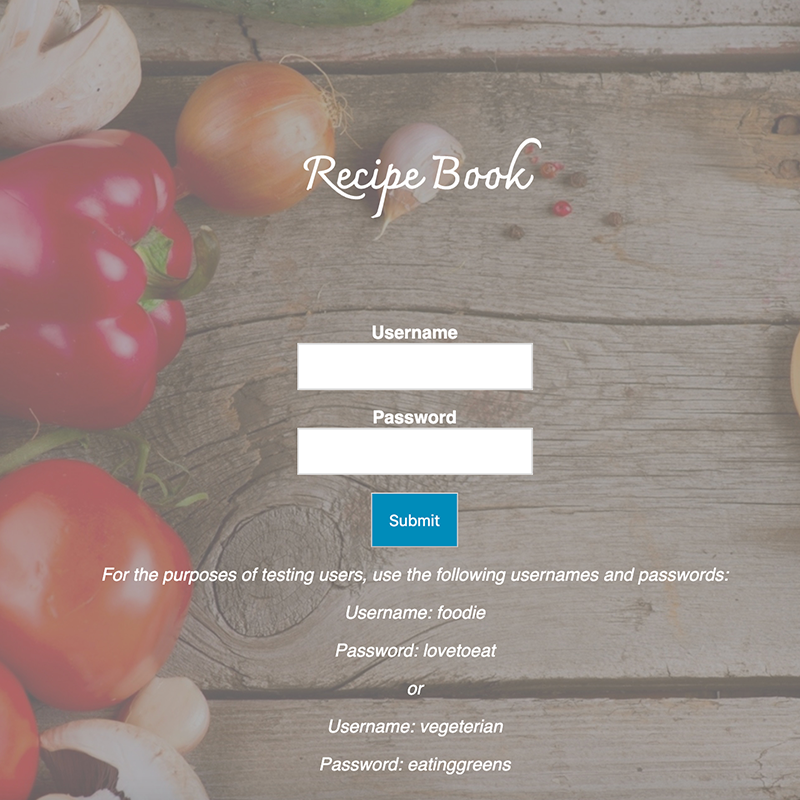 Recipe Book
Username
Password
Submit
For the purposes of testing users, use the following usernames and passwords:
Username: foodie
Password: lovetoeat
or
Username: vegeterian
Password: eatinggreens